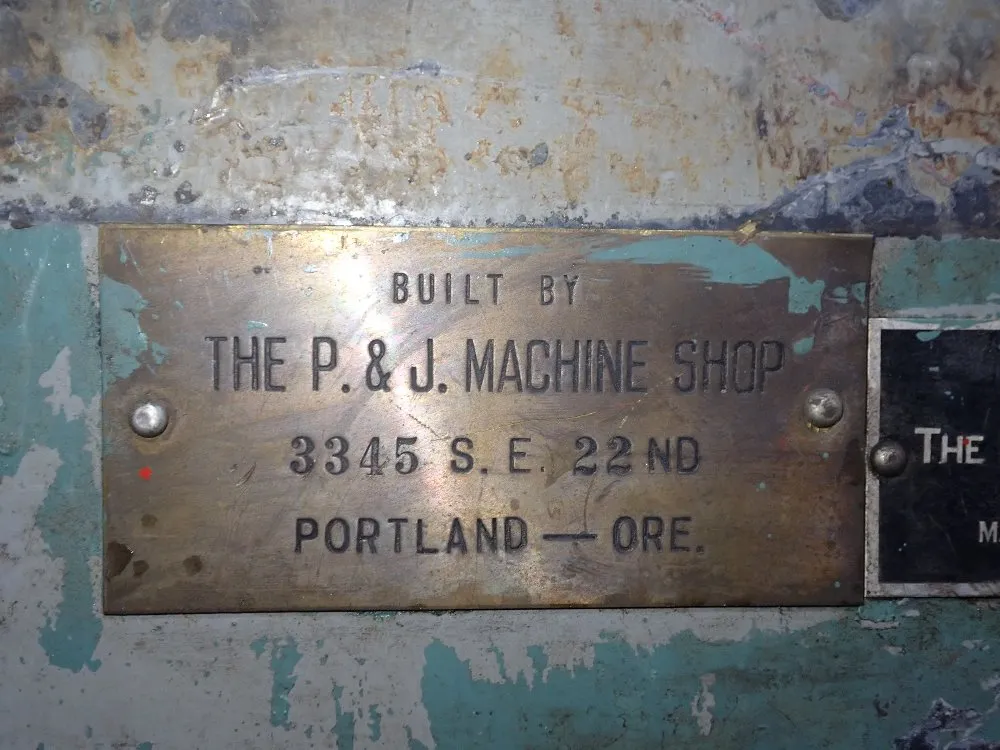 BUILT BY
THE P. & J. MACHINE SHOP
3345 S. E. 22ND
PORTLAND — ORE.
THE